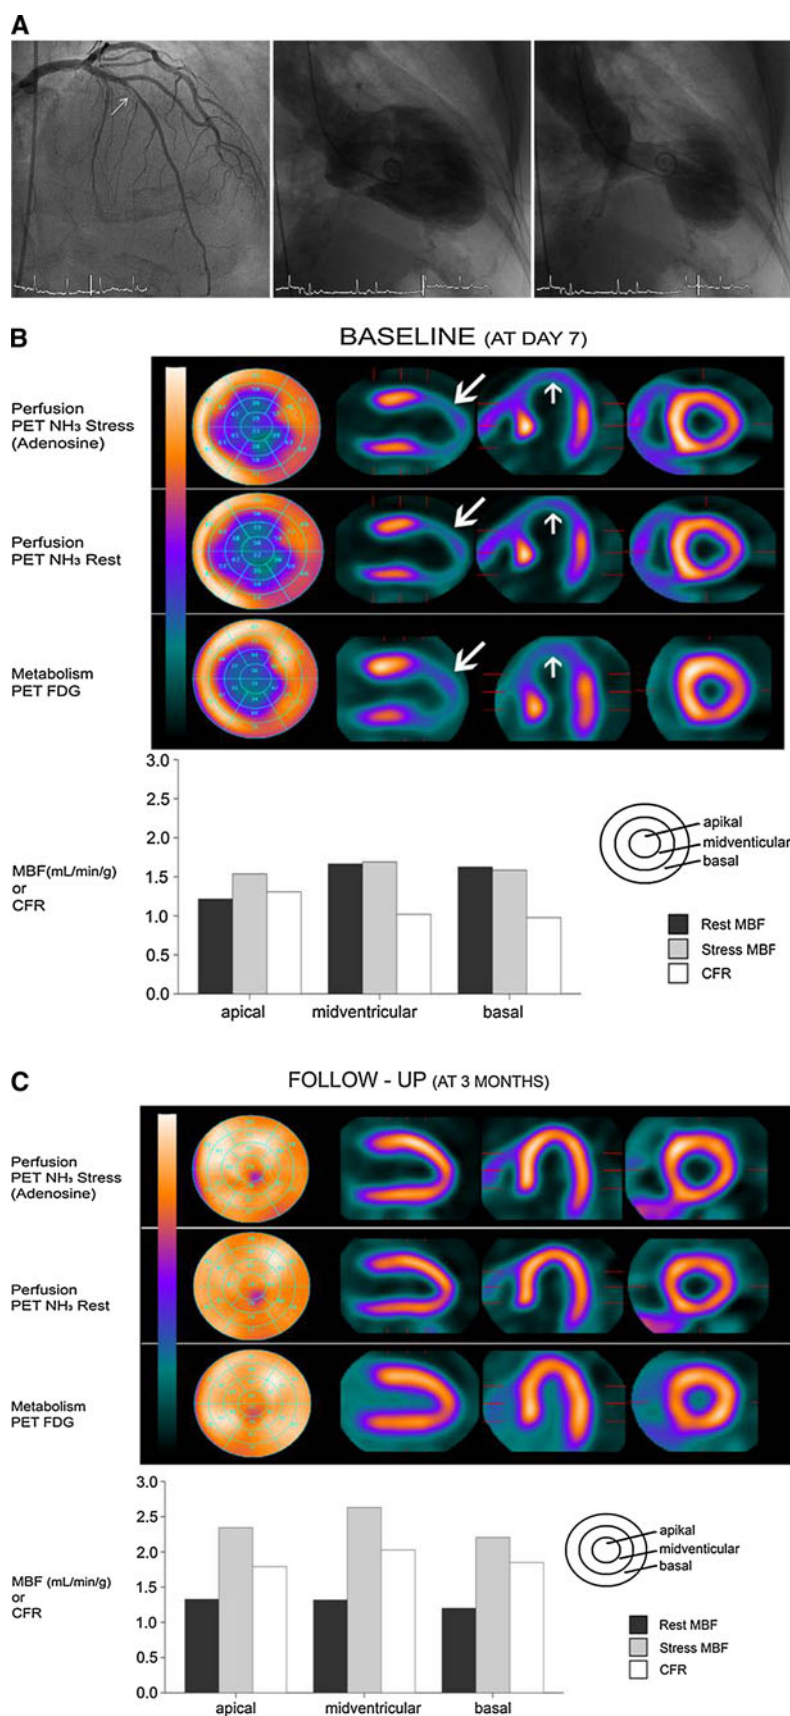 A
B
BASELINE (AT DAY 7)
Perfusion
PET NH₃ Stress
(Adenosine)
Perfusion
PET NH₃ Rest
Metabolism
PET FDG
3.0
2.5
2.0
1.5
1.0
0.5
0.0
MBF(mL/min/g)
or
CFR
apical
midventricular
basal
apikal
midventicular
basal
Rest MBF
Stress MBF
CFR
C
FOLLOW - UP (AT 3 MONTHS)
Perfusion
PET NH₃ Stress
(Adenosine)
Perfusion
PET NH₃ Rest
Metabolism
PET FDG
3.0
2.5
2.0
1.5
1.0
0.5
0.0
MBF (mL/min/g)
or
CFR
apical
midventricular
basal
apikal
midventricular
basal
Rest MBF
Stress MBF
CFR